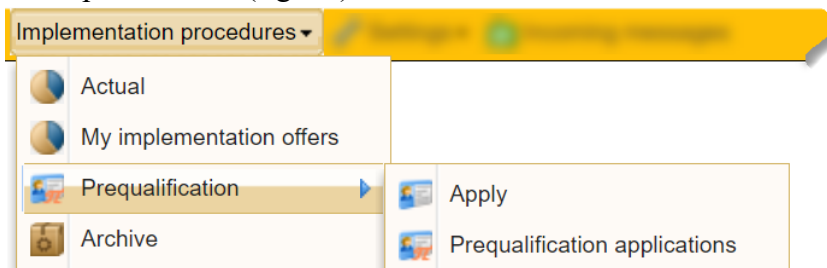 Implementation procedures
Actual
My implementation offers
Prequalification
Apply
Archive
Prequalification applications